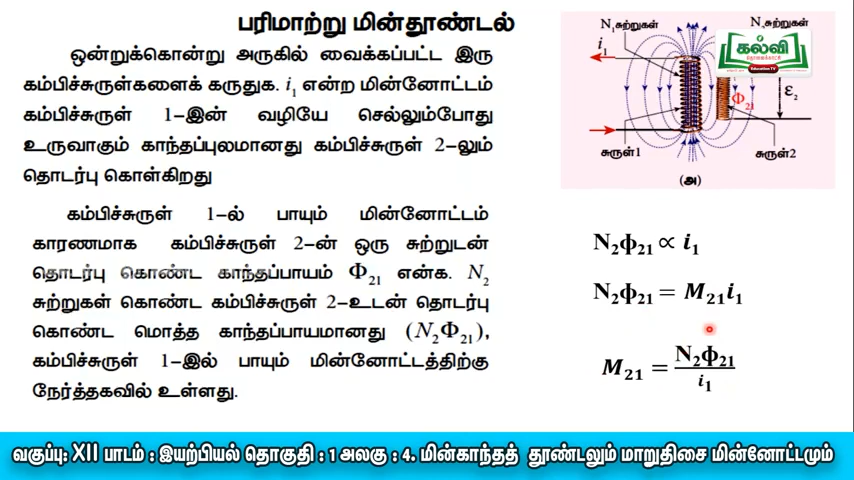 பரிமாற்று மின்தூண்டல்
ஒன்றுக்கொன்று அருகில் வைக்கப்பட்ட இரு
கம்பிச்சுருள்களைக் கருதுக. i₁ என்ற மின்னோட்டம்
கம்பிச்சுருள் 1-இன் வழியே செல்லும்போது
உருவாகும் காந்தப்புலமானது கம்பிச்சுருள் 2-லும்
தொடர்பு கொள்கிறது
கம்பிச்சுருள் 1-ல் பாயும் மின்னோட்டம்
காரணமாக கம்பிச்சுருள் 2-ன் ஒரு சுற்றுடன்
தொடர்பு கொண்ட காந்தப்பாயம் Φ₂₁ என்க. N₂
சுற்றுகள் கொண்ட கம்பிச்சுருள் 2-உடன் தொடர்பு
கொண்ட மொத்த காந்தப்பாயமானது (N₂Φ₂₁),
கம்பிச்சுருள் 1-இல் பாயும் மின்னோட்டத்திற்கு
நேர்த்தகவில் உள்ளது.
N₁சுற்றுகள்
N₂சுற்றுகள்
i₁
கல்வி
தொலைக்காட்சி
Φ₂₁
ε₂
சுருள்1
சுருள்2
(அ)
N₂ϕ₂₁ ∝ i₁
N₂ϕ₂₁ = M₂₁i₁
M₂₁ = N₂ϕ₂₁ / i₁
வகுப்பு: XII பாடம் : இயற்பியல் தொகுதி : 1 அலகு : 4. மின்காந்தத் தூண்டலும் மாறுதிசை மின்னோட்டமும்